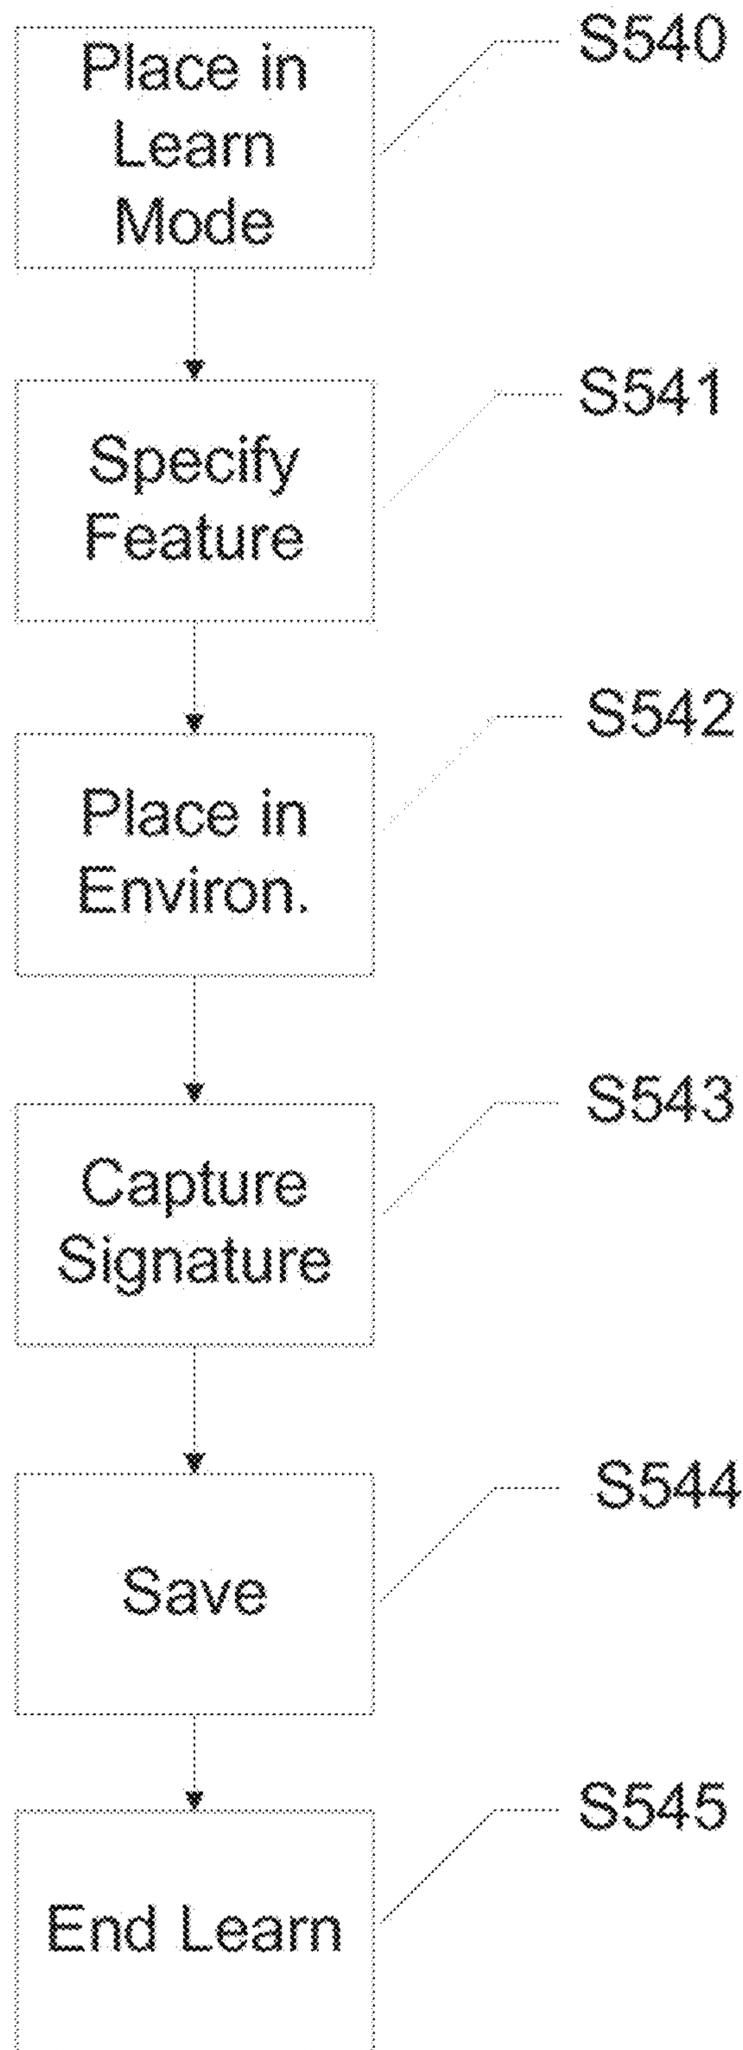 Place in
Learn
Mode
S540
Specify
Feature
S541
Place in
Environ.
S542
Capture
Signature
S543
Save
S544
End Learn
S545